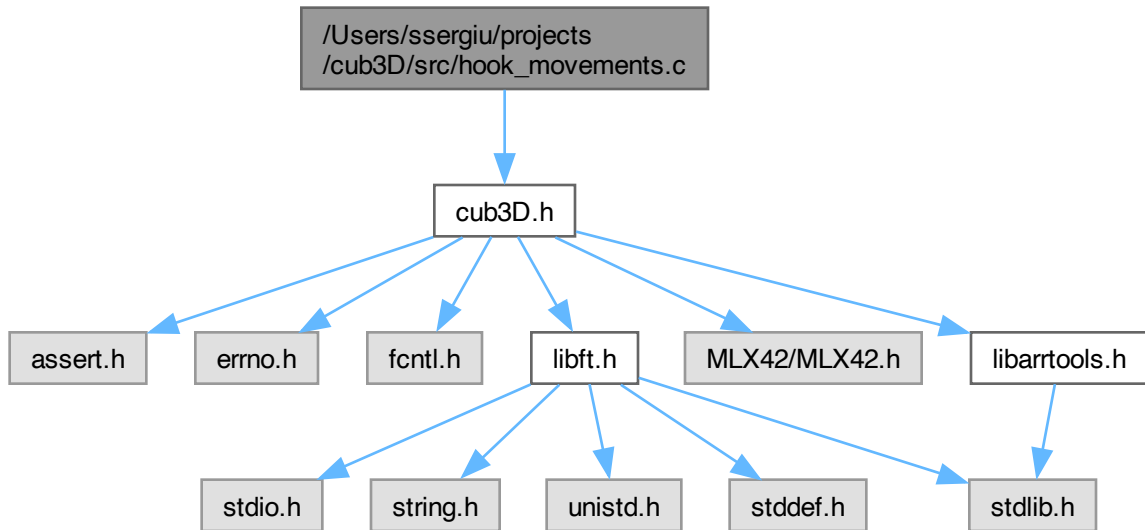 /Users/ssergiu/projects
/cub3D/src/hook_movements.c
cub3D.h
assert.h
errno.h
fcntl.h
libft.h
MLX42/MLX42.h
libarrtools.h
stdio.h
string.h
unistd.h
stddef.h
stdlib.h